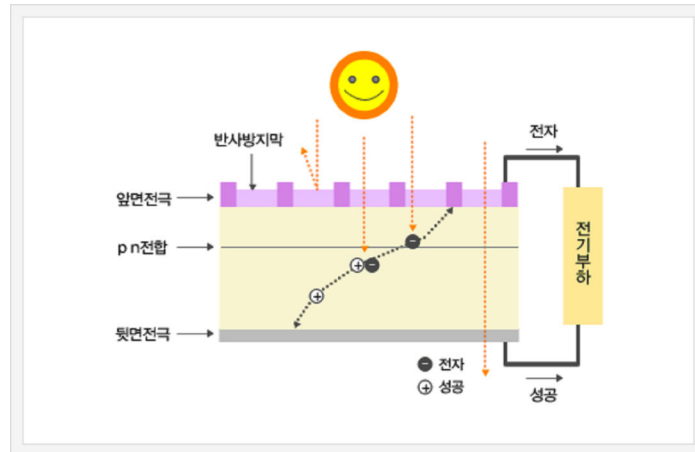 반사방지막
전자
앞면전극
p n전합
전기부하
뒷면전극
전자
성공
성공